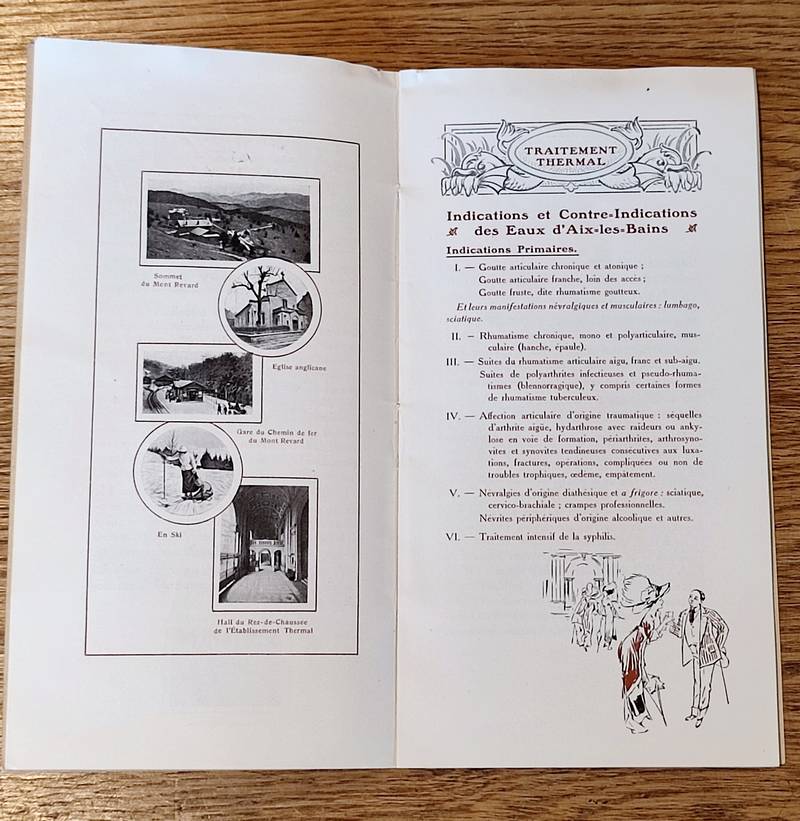 Sommet
du Mont Revard
Eglise anglicane
Gare du Chemin de fer
du Mont Revard
En Ski
Hall du Rez-de-Chaussée
de l'Établissement Thermal
TRAITEMENT
THERMAL
Indications et Contre-Indications
des Eaux d'Aix-les-Bains
Indications Primaires.
I. — Goutte articulaire chronique et atonique ;
Goutte articulaire franche, loin des accès ;
Goutte fruste, dite rhumatisme goutteux.
Et leurs manifestations névralgiques et musculaires : lumbago,
sciatique.
II. — Rhumatisme chronique, mono et polyarticulaire, mus-
culaire (hanche, épaule).
III. — Suites du rhumatisme articulaire aigu, franc et sub-aigu.
Suites de polyarthrites infectieuses et pseudo-rhuma-
tismes (blennorragique), y compris certaines formes
de rhumatisme tuberculeux.
IV. — Affection articulaire d'origine traumatique : séquelles
d'arthrite aigüe, hydarthrose avec raideurs ou anky-
lose en voie de formation, périarthrites, arthrosyno-
vites et synovites tendineuses consécutives aux luxa-
tions, fractures, opérations, compliquées ou non de
troubles trophiques, œdème, empâtement.
V. — Névralgies d'origine diathésique et a frigore : sciatique,
cervico-brachiale ; crampes professionnelles.
Névrites périphériques d'origine alcoolique et autres.
VI. — Traitement intensif de la syphilis.